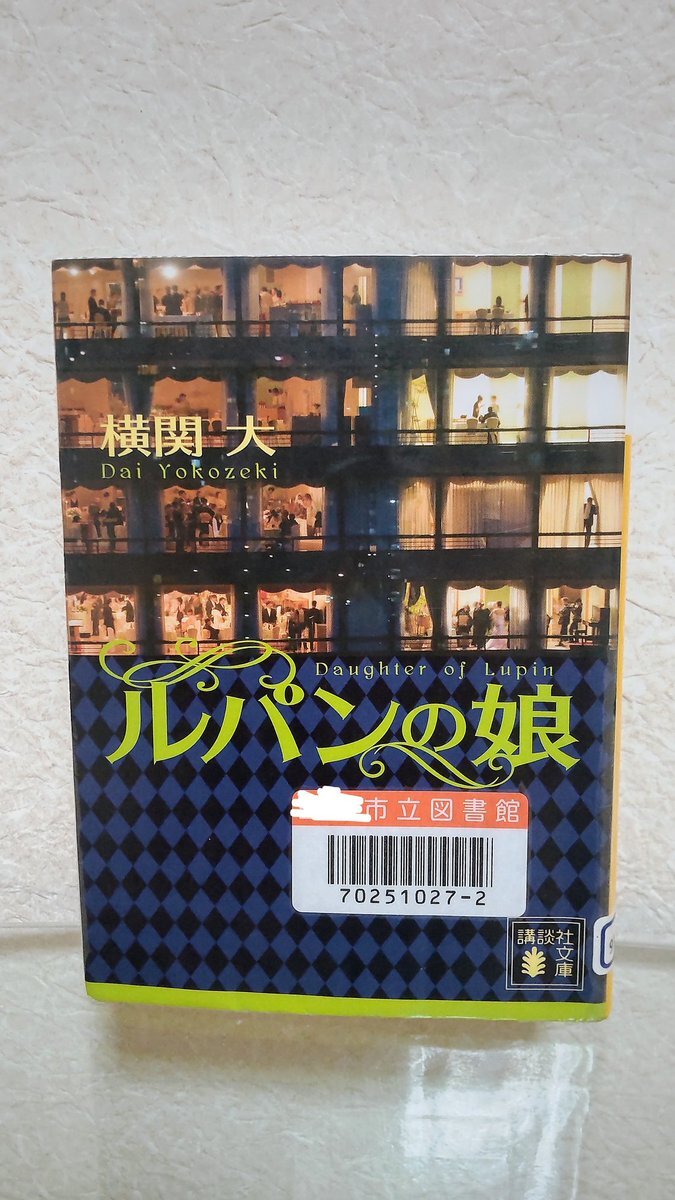 横関 大
Dai Yokozeki
Daughter of Lupin
ルパンの娘
市立図書館
70251027-2
講談社
文庫